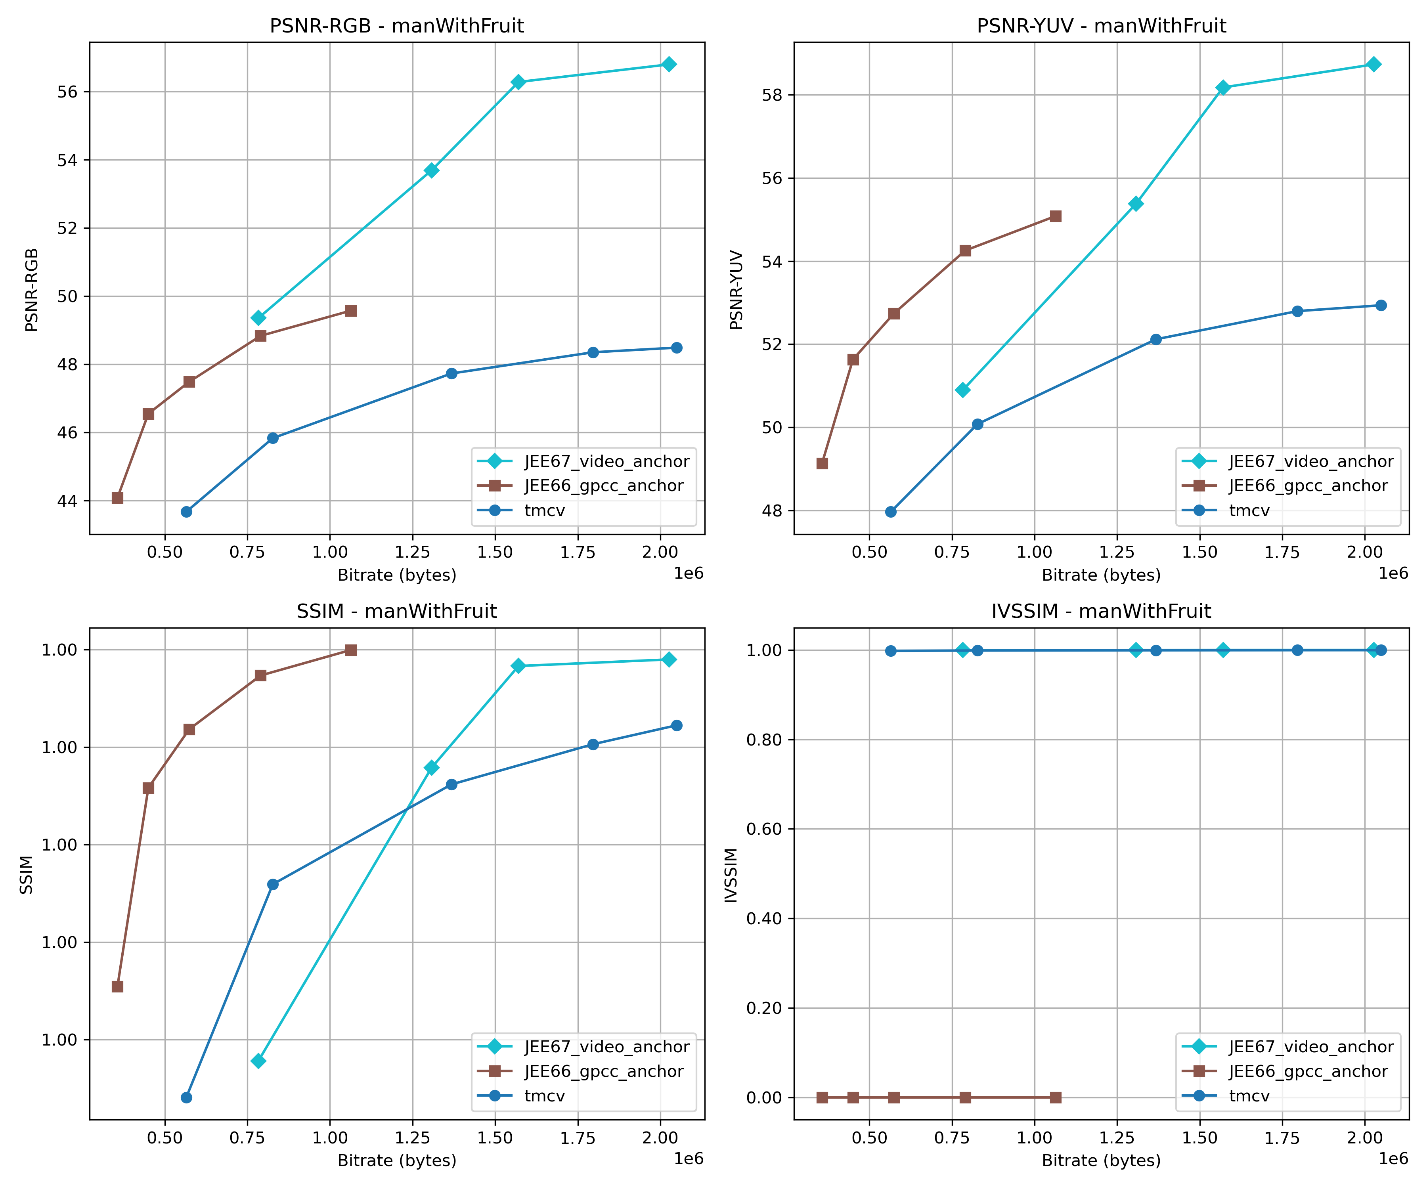 PSNR-RGB - manWithFruit
PSNR-RGB
56
54
52
50
48
46
44
JEE67_video_anchor
JEE66_gpcc_anchor
tmcv
0.50 0.75 1.00 1.25 1.50 1.75 2.00
Bitrate (bytes)
1e6
PSNR-YUV - manWithFruit
PSNR-YUV
58
56
54
52
50
48
JEE67_video_anchor
JEE66_gpcc_anchor
tmcv
0.50 0.75 1.00 1.25 1.50 1.75 2.00
Bitrate (bytes)
1e6
SSIM - manWithFruit
SSIM
1.00
1.00
1.00
1.00
1.00
JEE67_video_anchor
JEE66_gpcc_anchor
tmcv
0.50 0.75 1.00 1.25 1.50 1.75 2.00
Bitrate (bytes)
1e6
IVSSIM - manWithFruit
IVSSIM
1.00
0.80
0.60
0.40
0.20
0.00
JEE67_video_anchor
JEE66_gpcc_anchor
tmcv
0.50 0.75 1.00 1.25 1.50 1.75 2.00
Bitrate (bytes)
1e6